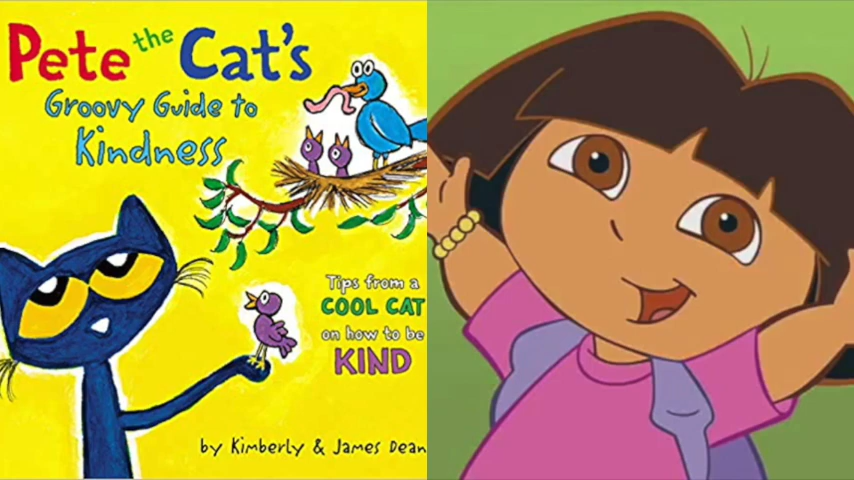 Pete the Cat's
Groovy Guide to
Kindness
Tips from a
COOL CAT
on how to be
KIND
by Kimberly & James Dean